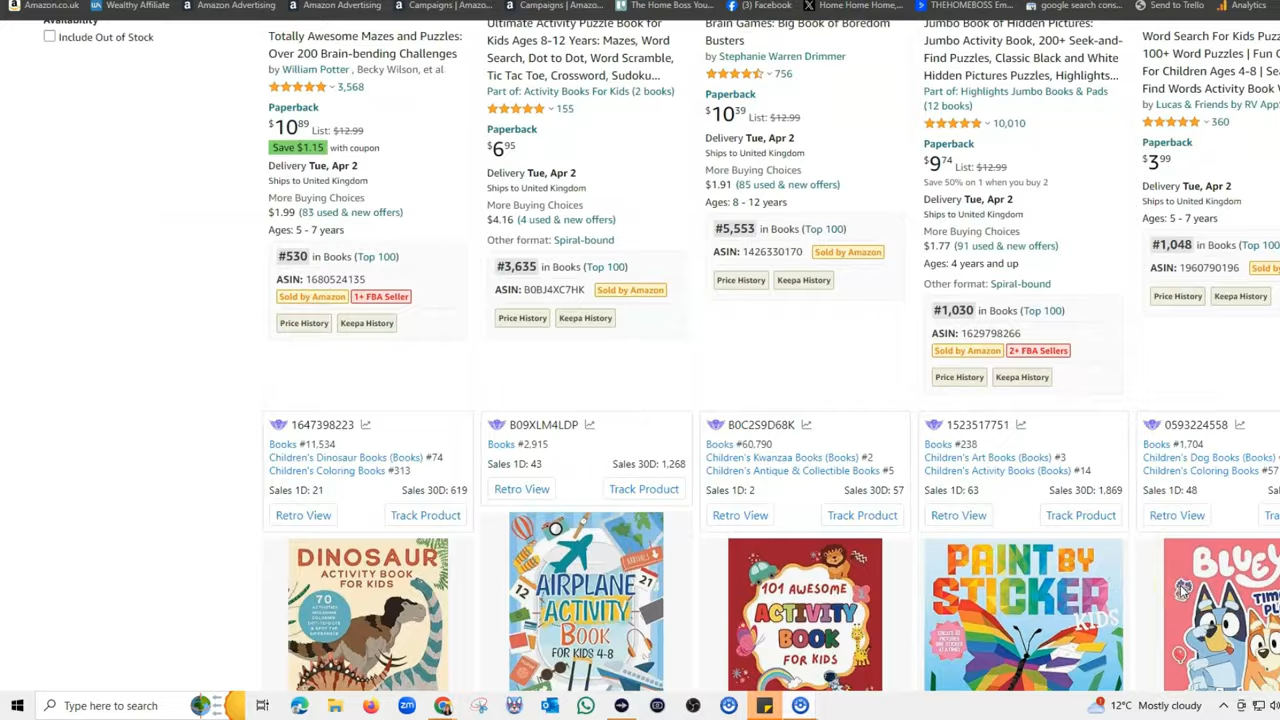 Amazon.co.uk Wealthy Affiliate Amazon Advertising Amazon Advertising Campaigns | Amazo... Campaigns | Amazo... The Home Boss You... (3) Facebook Home Home Home,... THEHOMEBOSS Em... google search cons... Send to Trello Analytics
Availability
Include Out of Stock
Totally Awesome Mazes and Puzzles:
Over 200 Brain-bending Challenges
by William Potter , Becky Wilson, et al.
3,568
Paperback
$10 89 List: $12.99
Save $1.15 with coupon
Delivery Tue, Apr 2
Ships to United Kingdom
More Buying Choices
$1.99 (83 used & new offers)
Ages: 5 - 7 years
#530 in Books (Top 100)
ASIN: 1680524135
Sold by Amazon 1+ FBA Seller
Price History Keepa History
Ultimate Activity Puzzle Book for
Kids Ages 8-12 Years: Mazes, Word
Search, Dot to Dot, Word Scramble,
Tic Tac Toe, Crossword, Sudoku...
Part of: Activity Books For Kids (2 books)
155
Paperback
$6 95
Delivery Tue, Apr 2
Ships to United Kingdom
More Buying Choices
$4.16 (4 used & new offers)
Other format: Spiral-bound
#3,635 in Books (Top 100)
ASIN: B0BJ4XC7HK Sold by Amazon
Price History Keepa History
Brain Games: Big Book of Boredom
Busters
by Stephanie Warren Drimmer
756
Paperback
$10 39 List: $12.99
Delivery Tue, Apr 2
Ships to United Kingdom
More Buying Choices
$1.91 (85 used & new offers)
Ages: 8 - 12 years
#5,553 in Books (Top 100)
ASIN: 1426330170 Sold by Amazon
Price History Keepa History
Jumbo Book of Hidden Pictures:
Jumbo Activity Book, 200+ Seek-and-
Find Puzzles, Classic Black and White
Hidden Pictures Puzzles, Highlights...
Part of: Highlights Jumbo Books & Pads
(12 books)
10,010
Paperback
$9 74 List: $12.99
Save 50% on 1 when you buy 2
Delivery Tue, Apr 2
Ships to United Kingdom
More Buying Choices
$1.77 (91 used & new offers)
Ages: 4 years and up
Other format: Spiral-bound
#1,030 in Books (Top 100)
ASIN: 1629798266
Sold by Amazon 2+ FBA Sellers
Price History Keepa History
Word Search For Kids Puzz
100+ Word Puzzles | Fun G
For Children Ages 4-8 | Sea
Find Words Activity Book W
by Lucas & Friends by RV App
360
Paperback
$3 99
Delivery Tue, Apr 2
Ships to United Kingdom
Ages: 5 - 7 years
#1,048 in Books (Top 100
ASIN: 1960790196 Sold b
Price History Keepa History
1647398223
Books #11,534
Children's Dinosaur Books (Books) #74
Children's Coloring Books #313
Sales 1D: 21 Sales 30D: 619
Retro View Track Product
DINOSAUR
ACTIVITY BOOK
FOR KIDS
70
ACTIVITIES
B09XLM4LDP
Books #2,915
Sales 1D: 43 Sales 30D: 1,268
Retro View Track Product
ARRIVALS
12
21
AIRPLANE
ACTIVITY
BOOK
FOR KIDS 4-8
B0C2S9D68K
Books #60,790
Children's Kwanzaa Books (Books) #2
Children's Antique & Collectible Books #5
Sales 1D: 2 Sales 30D: 57
Retro View Track Product
101 AWESOME
ACTIVITY
BOOK
FOR KIDS
1523517751
Books #238
Children's Art Books (Books) #3
Children's Activity Books (Books) #14
Sales 1D: 63 Sales 30D: 1,869
Retro View Track Product
PAINT BY
STICKER
KIDS
0593224558
Books #1,704
Children's Dog Books (Books)
Children's Coloring Books #57
Sales 1D: 48 Sa
Retro View Tra
BLUEY
TIM
PU
Type here to search
12°C Mostly cloudy